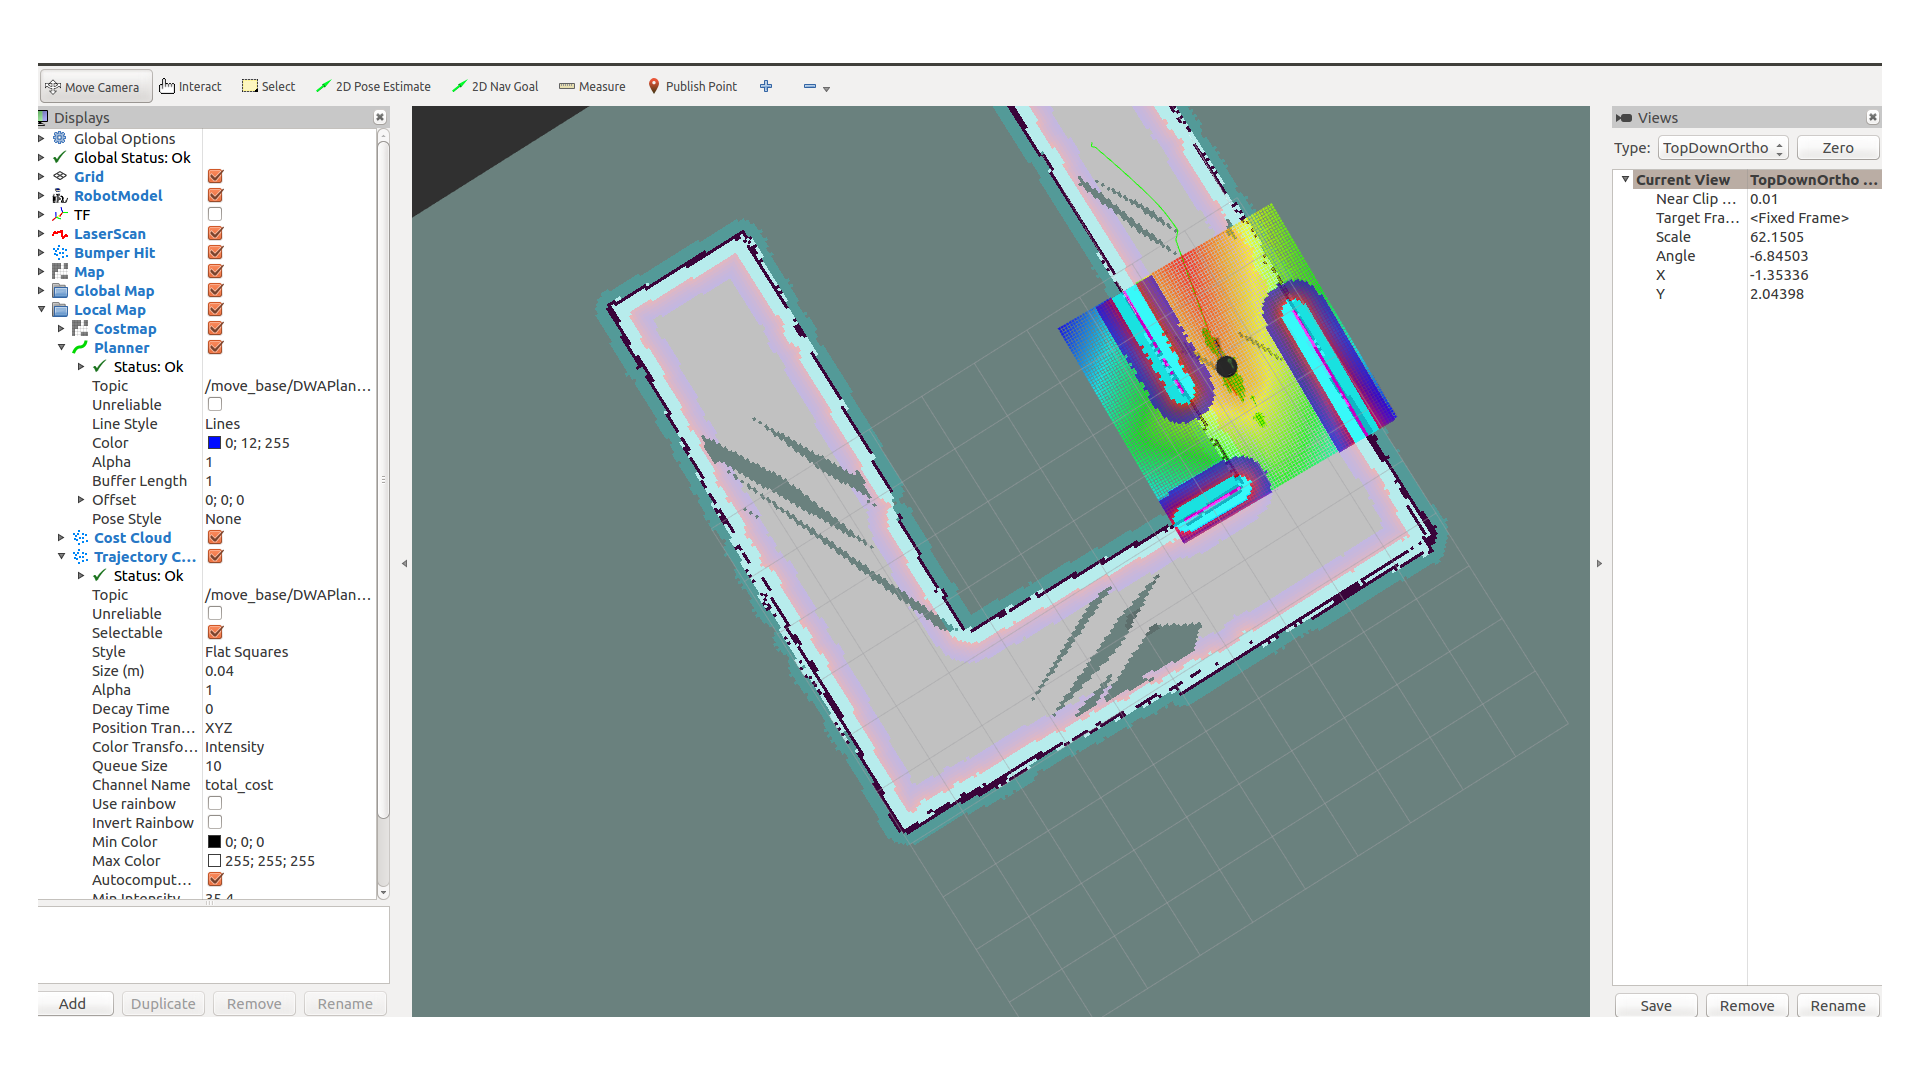 Move Camera Interact Select 2D Pose Estimate 2D Nav Goal Measure Publish Point
Displays
Global Options
Global Status: Ok
Grid
RobotModel
TF
LaserScan
Bumper Hit
Map
Global Map
Local Map
Costmap
Planner
Status: Ok
Topic /move_base/DWAPlan...
Unreliable
Line Style Lines
Color 0; 12; 255
Alpha 1
Buffer Length 1
Offset 0; 0; 0
Pose Style None
Cost Cloud
Trajectory C...
Status: Ok
Topic /move_base/DWAPlan...
Unreliable
Selectable
Style Flat Squares
Size (m) 0.04
Alpha 1
Decay Time 0
Position Tran... XYZ
Color Transfo... Intensity
Queue Size 10
Channel Name total_cost
Use rainbow
Invert Rainbow
Min Color 0; 0; 0
Max Color 255; 255; 255
Autocomput...
Min Intensity 35.4
Add Duplicate Remove Rename
Views
Type: TopDownOrtho Zero
Current View TopDownOrtho ...
Near Clip ... 0.01
Target Fra... <Fixed Frame>
Scale 62.1505
Angle -6.84503
X -1.35336
Y 2.04398
Save Remove Rename